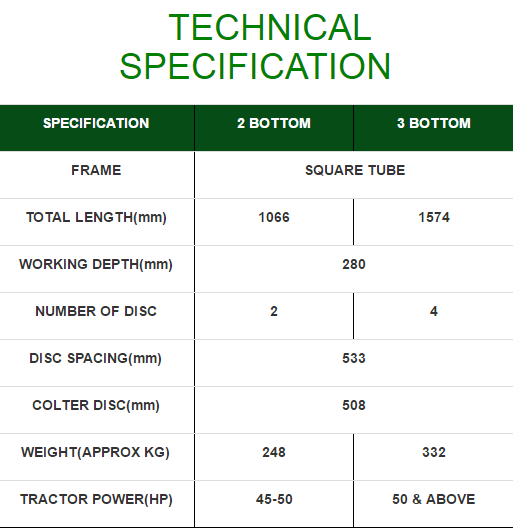 TECHNICAL
SPECIFICATION
SPECIFICATION 2 BOTTOM 3 BOTTOM
FRAME SQUARE TUBE
TOTAL LENGTH(mm) 1066 1574
WORKING DEPTH(mm) 280
NUMBER OF DISC 2 4
DISC SPACING(mm) 533
COLTER DISC(mm) 508
WEIGHT(APPROX KG) 248 332
TRACTOR POWER(HP) 45-50 50 & ABOVE